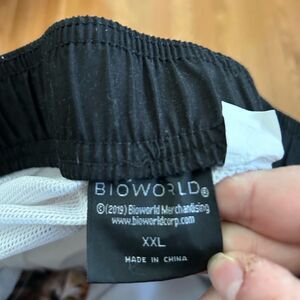 BIOWORLD®
©(2019) Bioworld Merchandising
www.bioworldcorp.com
XXL
MADE IN CHINA